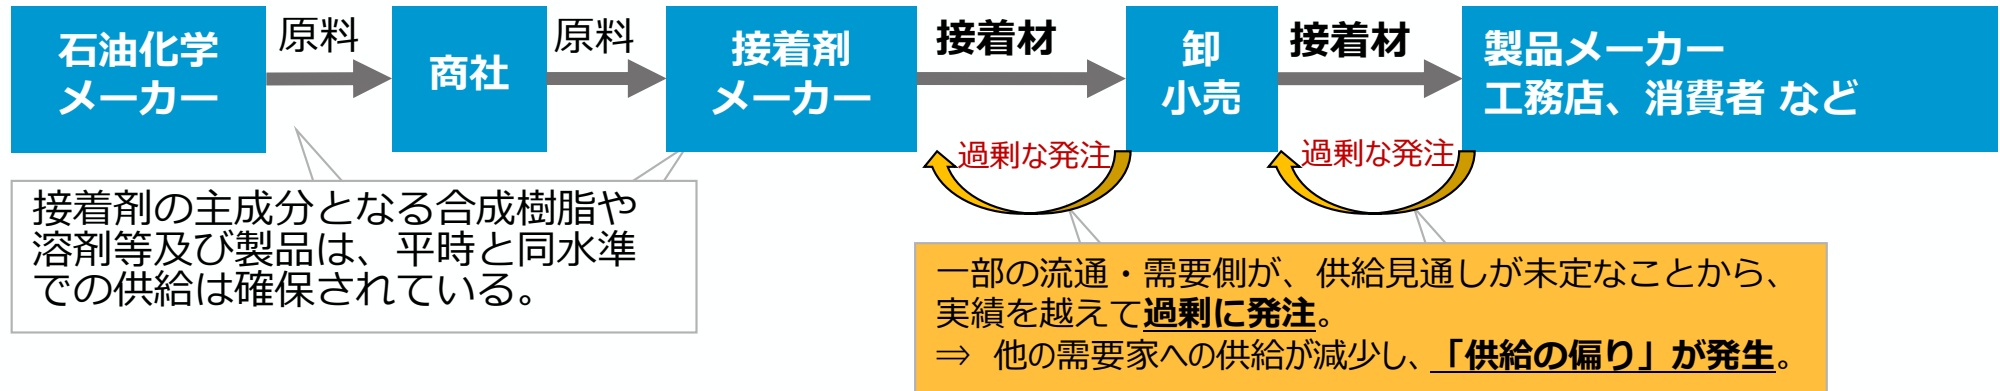 石油化学
メーカー
原料
商社
原料
接着剤
メーカー
接着材
卸
小売
接着材
製品メーカー
工務店、消費者 など
過剰な発注
過剰な発注
接着剤の主成分となる合成樹脂や
溶剤等及び製品は、平時と同水準
での供給は確保されている。
一部の流通・需要側が、供給見通しが未定なことから、
実績を越えて過剰に発注。
⇒ 他の需要家への供給が減少し、「供給の偏り」が発生。